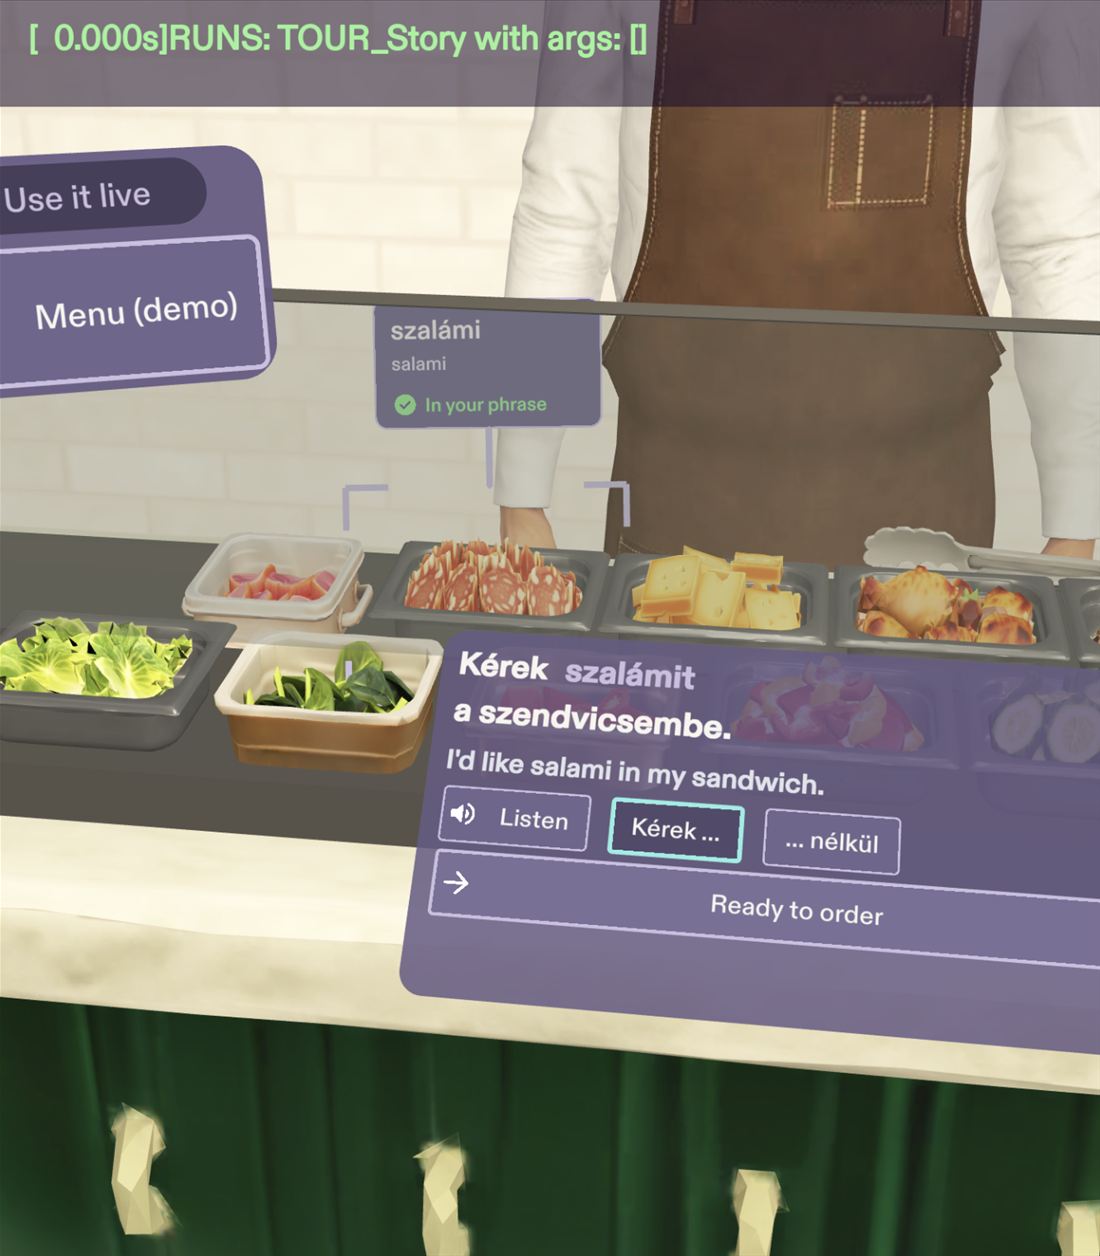 [  0.000s]RUNS: TOUR_Story with args: []
Use it live
Menu (demo)
szalámi
salami
In your phrase
Kérek szalámit
a szendvicsembe.
I'd like salami in my sandwich.
Listen
Kérek ...
... nélkül
Ready to order